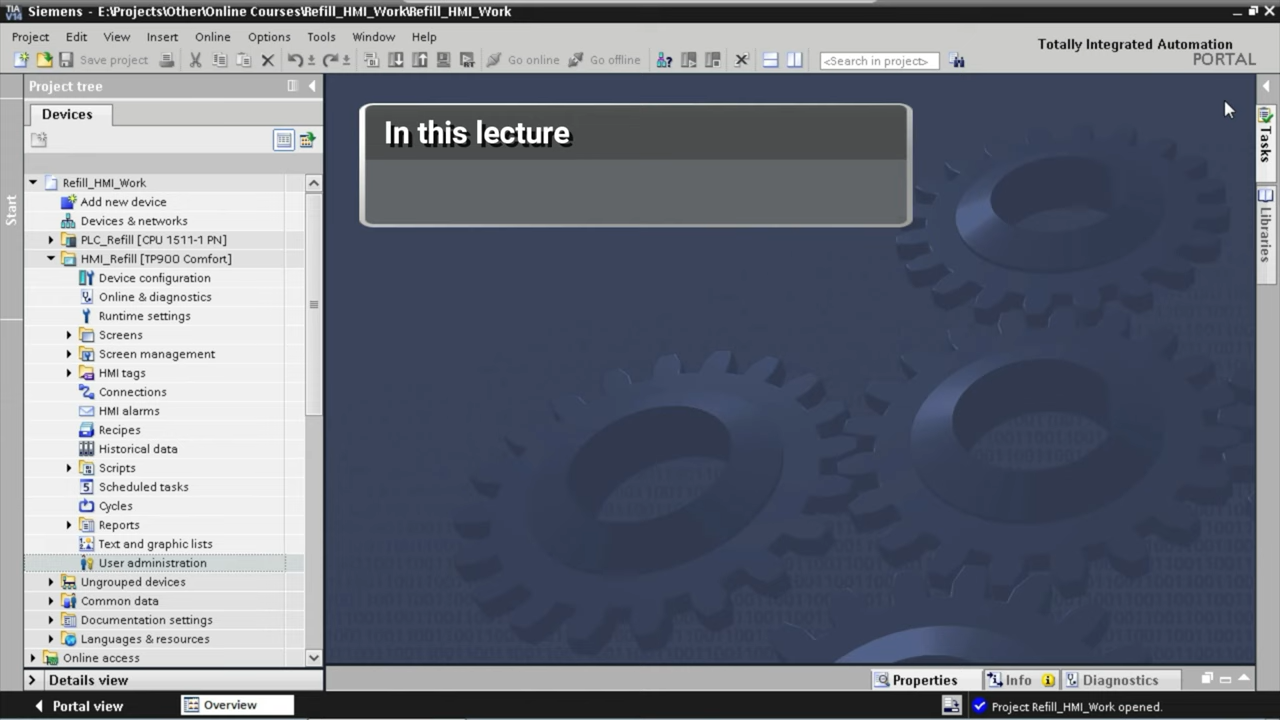 TIA
V14
Siemens - E:\Projects\Other\Online Courses\Refill_HMI_Work\Refill_HMI_Work
Project Edit View Insert Online Options Tools Window Help
Totally Integrated Automation
PORTAL
Save project
Go online
Go offline
<Search in project>
Project tree
Devices
Start
Refill_HMI_Work
Add new device
Devices & networks
PLC_Refill [CPU 1511-1 PN]
HMI_Refill [TP900 Comfort]
Device configuration
Online & diagnostics
Runtime settings
Screens
Screen management
HMI tags
Connections
HMI alarms
Recipes
Historical data
Scripts
Scheduled tasks
Cycles
Reports
Text and graphic lists
User administration
Ungrouped devices
Common data
Documentation settings
Languages & resources
Online access
Details view
In this lecture
Tasks
Libraries
Properties
Info
Diagnostics
Portal view
Overview
Project Refill_HMI_Work opened.